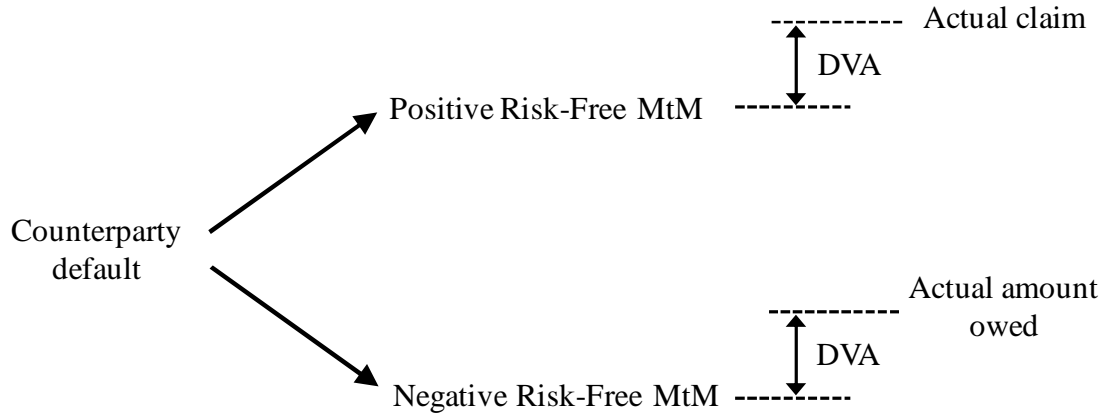 Actual claim
DVA
Positive Risk-Free MtM
Counterparty
default
Actual amount
owed
DVA
Negative Risk-Free MtM